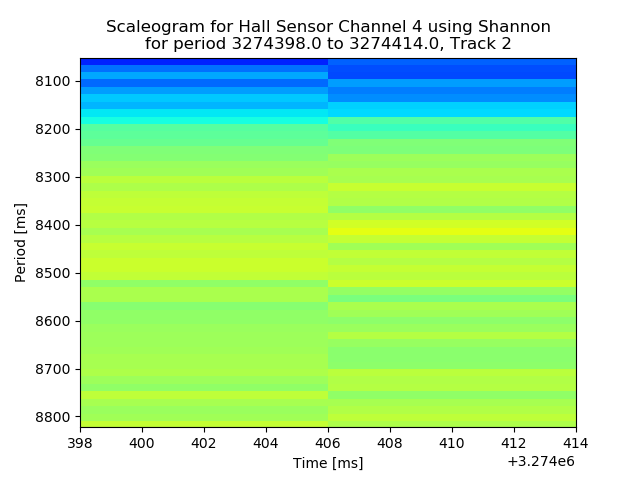 Scaleogram for Hall Sensor Channel 4 using Shannon
for period 3274398.0 to 3274414.0, Track 2
Period [ms]
8100
8200
8300
8400
8500
8600
8700
8800
398 400 402 404 406 408 410 412 414
Time [ms]
+3.274e6